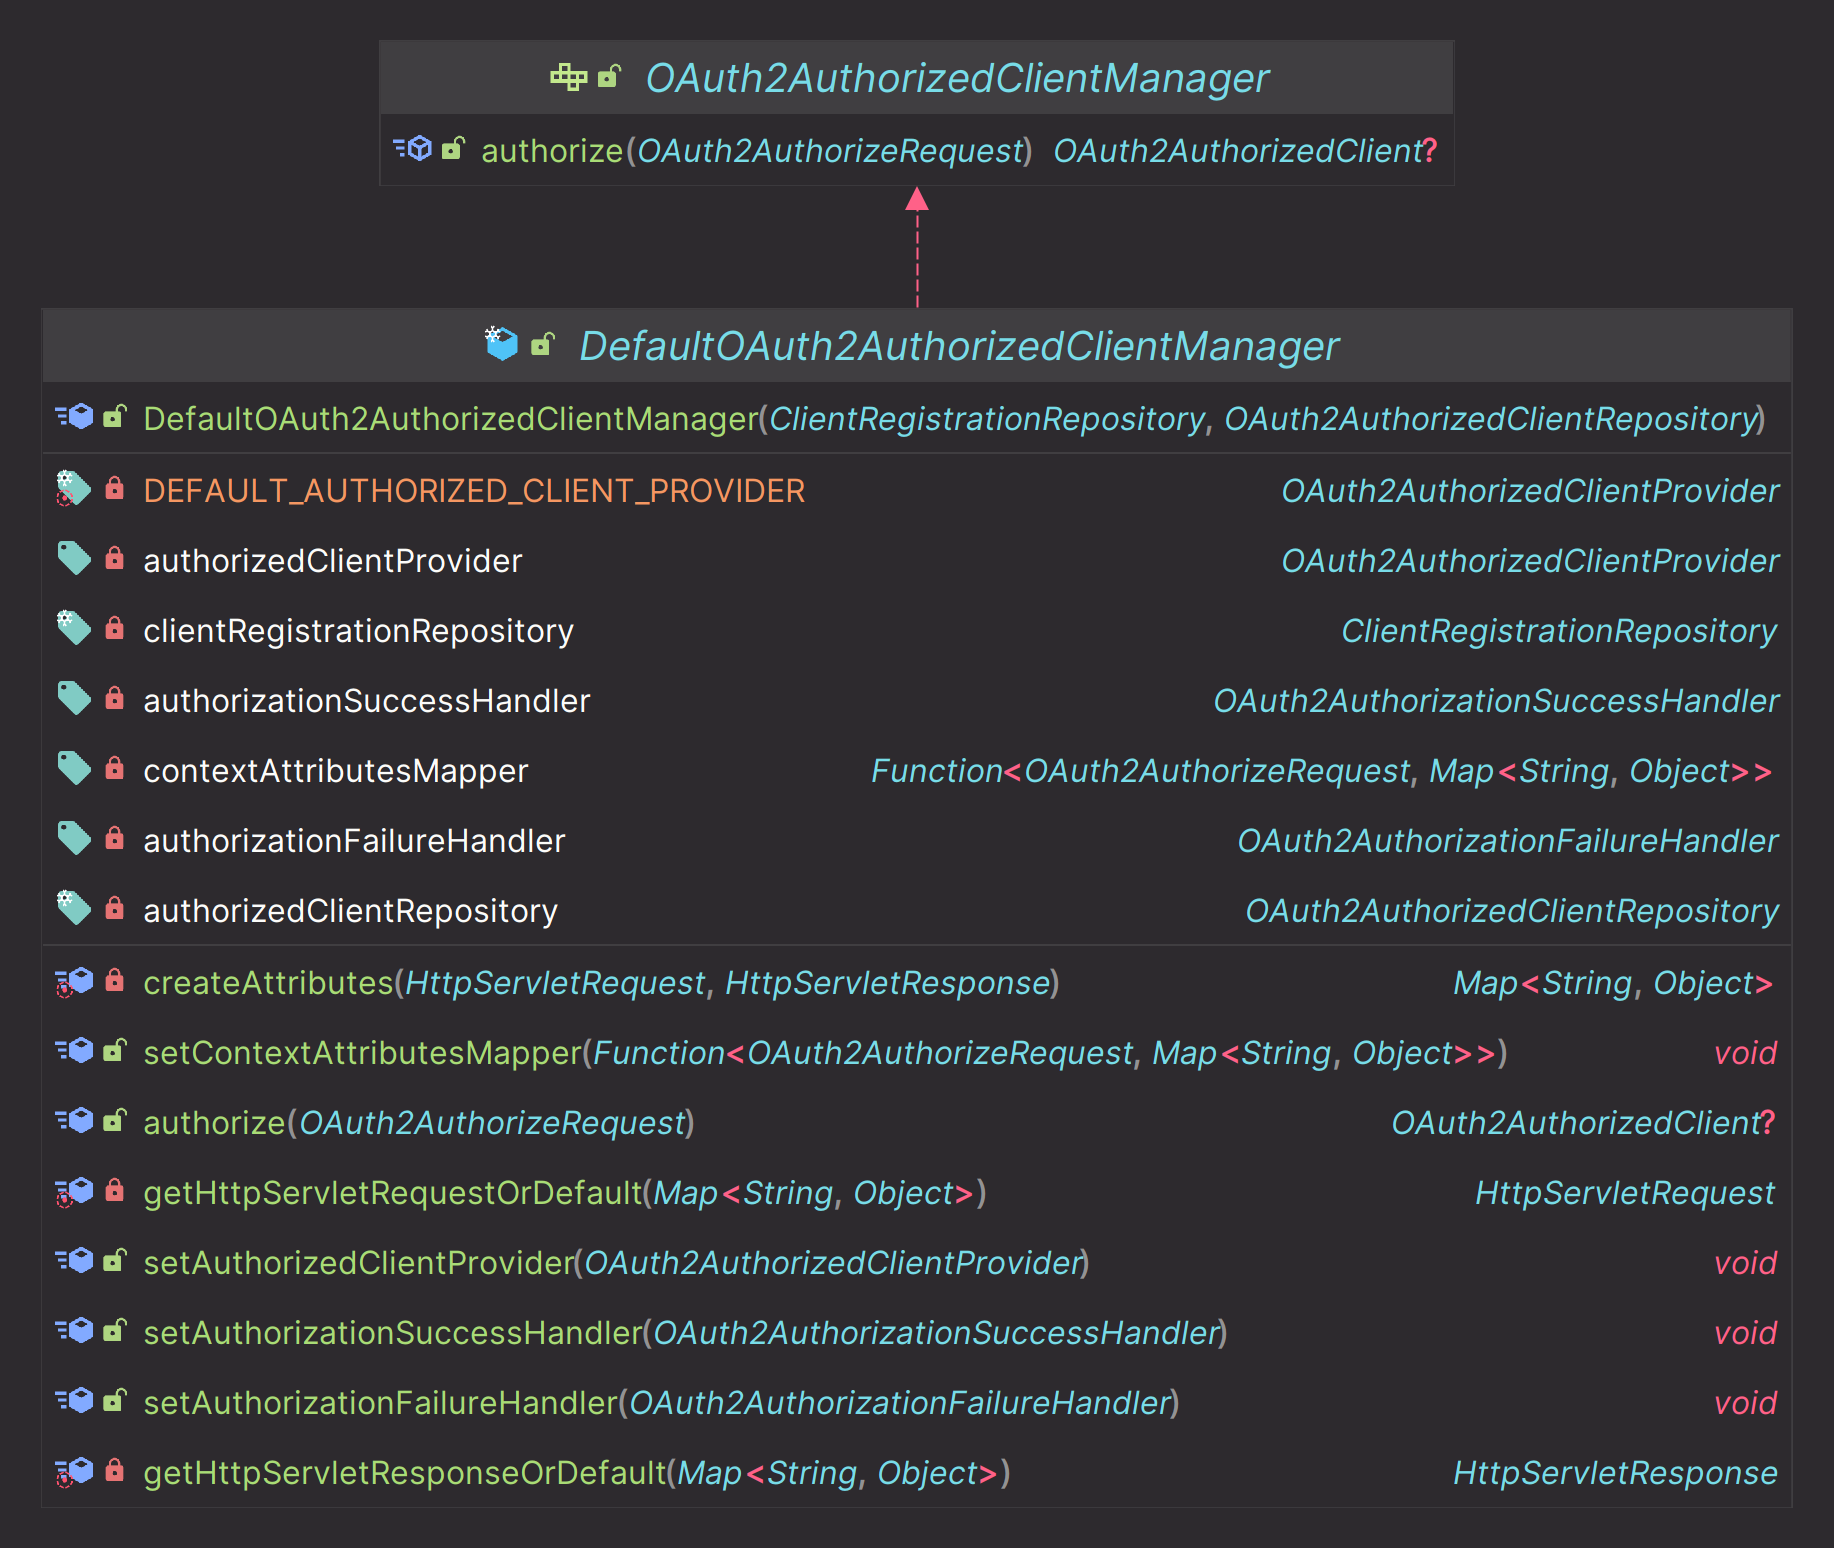 OAuth2AuthorizedClientManager
authorize(OAuth2AuthorizeRequest) OAuth2AuthorizedClient?
DefaultOAuth2AuthorizedClientManager
DefaultOAuth2AuthorizedClientManager(ClientRegistrationRepository, OAuth2AuthorizedClientRepository)
DEFAULT_AUTHORIZED_CLIENT_PROVIDER OAuth2AuthorizedClientProvider
authorizedClientProvider OAuth2AuthorizedClientProvider
clientRegistrationRepository ClientRegistrationRepository
authorizationSuccessHandler OAuth2AuthorizationSuccessHandler
contextAttributesMapper Function<OAuth2AuthorizeRequest, Map<String, Object>>
authorizationFailureHandler OAuth2AuthorizationFailureHandler
authorizedClientRepository OAuth2AuthorizedClientRepository
createAttributes(HttpServletRequest, HttpServletResponse) Map<String, Object>
setContextAttributesMapper(Function<OAuth2AuthorizeRequest, Map<String, Object>>) void
authorize(OAuth2AuthorizeRequest) OAuth2AuthorizedClient?
getHttpServletRequestOrDefault(Map<String, Object>) HttpServletRequest
setAuthorizedClientProvider(OAuth2AuthorizedClientProvider) void
setAuthorizationSuccessHandler(OAuth2AuthorizationSuccessHandler) void
setAuthorizationFailureHandler(OAuth2AuthorizationFailureHandler) void
getHttpServletResponseOrDefault(Map<String, Object>) HttpServletResponse